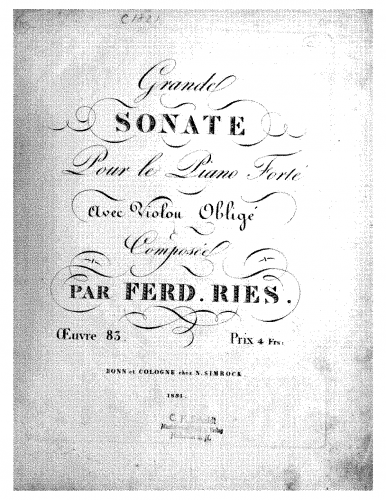 Grande
SONATE
Pour le Piano Forté
Avec Violon Obligé
Composée
PAR FERD. RIES.
Œuvre 83.
Prix 4 Frs:
BONN et COLOGNE chez N. SIMROCK.
1881.